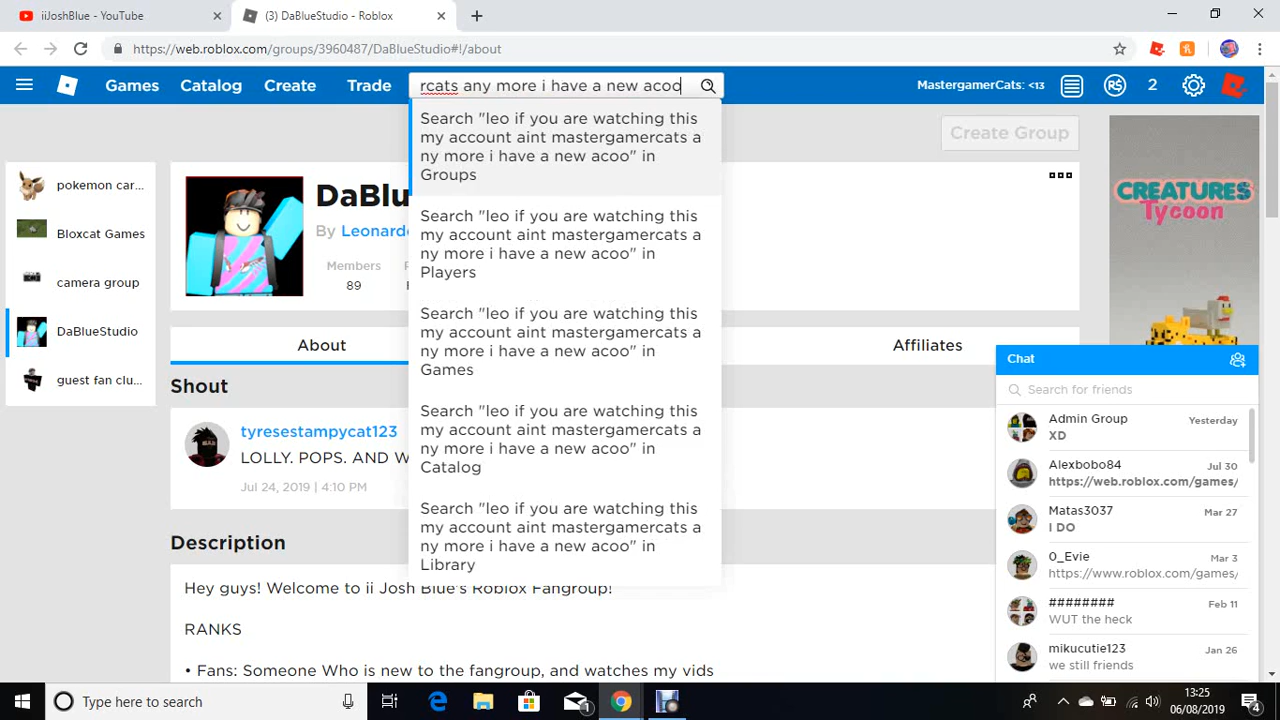 iiJoshBlue - YouTube
(3) DaBlueStudio - Roblox
https://web.roblox.com/groups/3960487/DaBlueStudio#!/about
Games
Catalog
Create
Trade
rcats any more i have a new acoo
MastergamerCats: <13
2
Search "leo if you are watching this
my account aint mastergamercats a
ny more i have a new acoo" in
Groups
Search "leo if you are watching this
my account aint mastergamercats a
ny more i have a new acoo" in
Players
Search "leo if you are watching this
my account aint mastergamercats a
ny more i have a new acoo" in
Games
Search "leo if you are watching this
my account aint mastergamercats a
ny more i have a new acoo" in
Catalog
Search "leo if you are watching this
my account aint mastergamercats a
ny more i have a new acoo" in
Library
Create Group
pokemon car...
Bloxcat Games
camera group
DaBlueStudio
guest fan clu...
DaBlu
By Leonard
Members
89
CREATURES
Tycoon
About
Affiliates
Shout
tyresestampycat123
LOLLY. POPS. AND W
Jul 24, 2019 | 4:10 PM
Description
Hey guys! Welcome to ii Josh Blue's Roblox Fangroup!
RANKS
• Fans: Someone Who is new to the fangroup, and watches my vids
Chat
Search for friends
Admin Group
Yesterday
XD
Alexbobo84
Jul 30
https://web.roblox.com/games/
Matas3037
Mar 27
I DO
0_Evie
Mar 3
https://www.roblox.com/games/
########
Feb 11
WUT the heck
mikucutie123
Jan 26
we still friends
Type here to search
1
13:25
06/08/2019
4